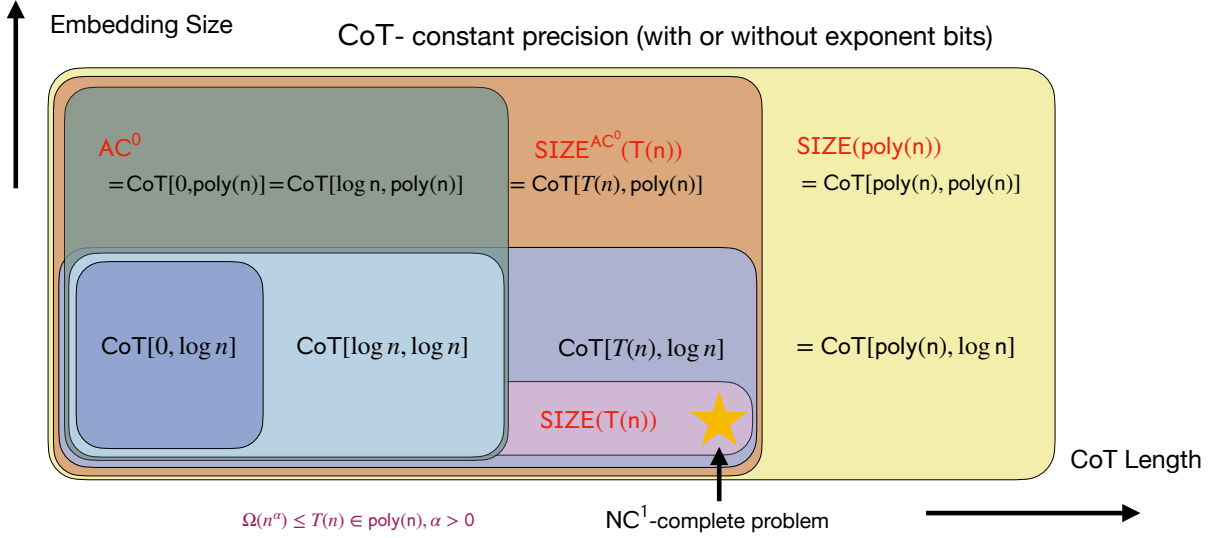 Embedding Size
CoT- constant precision (with or without exponent bits)
AC⁰
SIZE^{AC⁰}(T(n))
SIZE(poly(n))
=CoT[0,poly(n)]=CoT[log n, poly(n)]
= CoT[T(n), poly(n)]
= CoT[poly(n), poly(n)]
CoT[0, log n]
CoT[log n, log n]
CoT[T(n), log n]
= CoT[poly(n), log n]
SIZE(T(n))
CoT Length
Ω(n^α) ≤ T(n) ∈ poly(n), α > 0
NC¹-complete problem